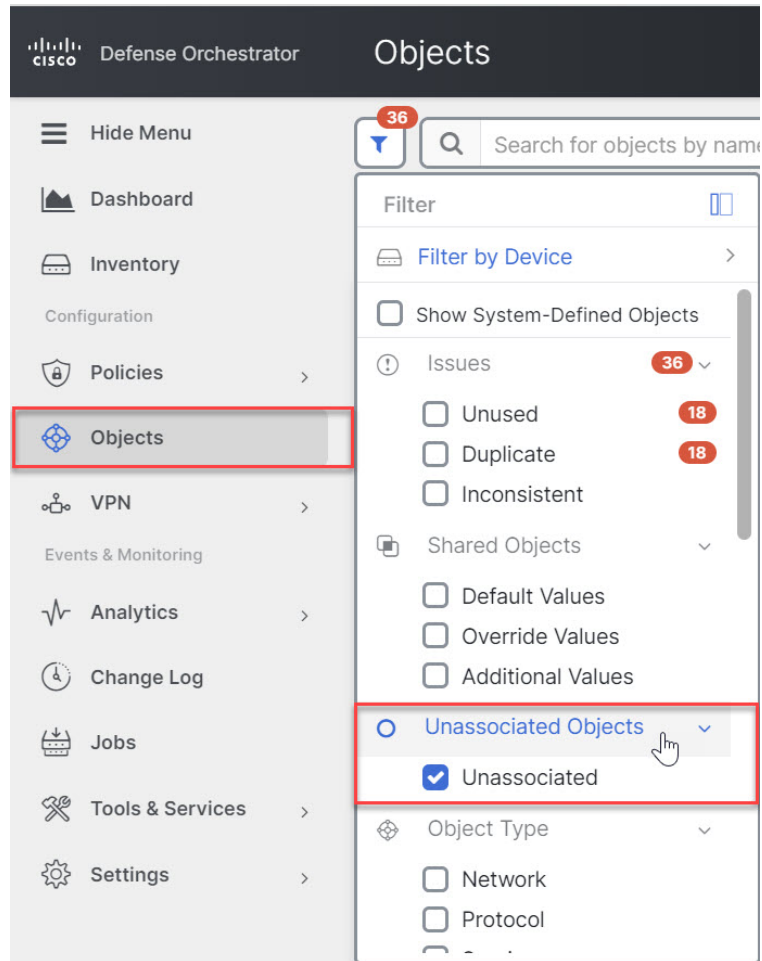 cisco Defense Orchestrator
Objects
Hide Menu
Dashboard
Inventory
Configuration
Policies
Objects
VPN
Events & Monitoring
Analytics
Change Log
Jobs
Tools & Services
Settings
36
Search for objects by name
Filter
Filter by Device
Show System-Defined Objects
Issues 36
Unused 18
Duplicate 18
Inconsistent
Shared Objects
Default Values
Override Values
Additional Values
Unassociated Objects
Unassociated
Object Type
Network
Protocol